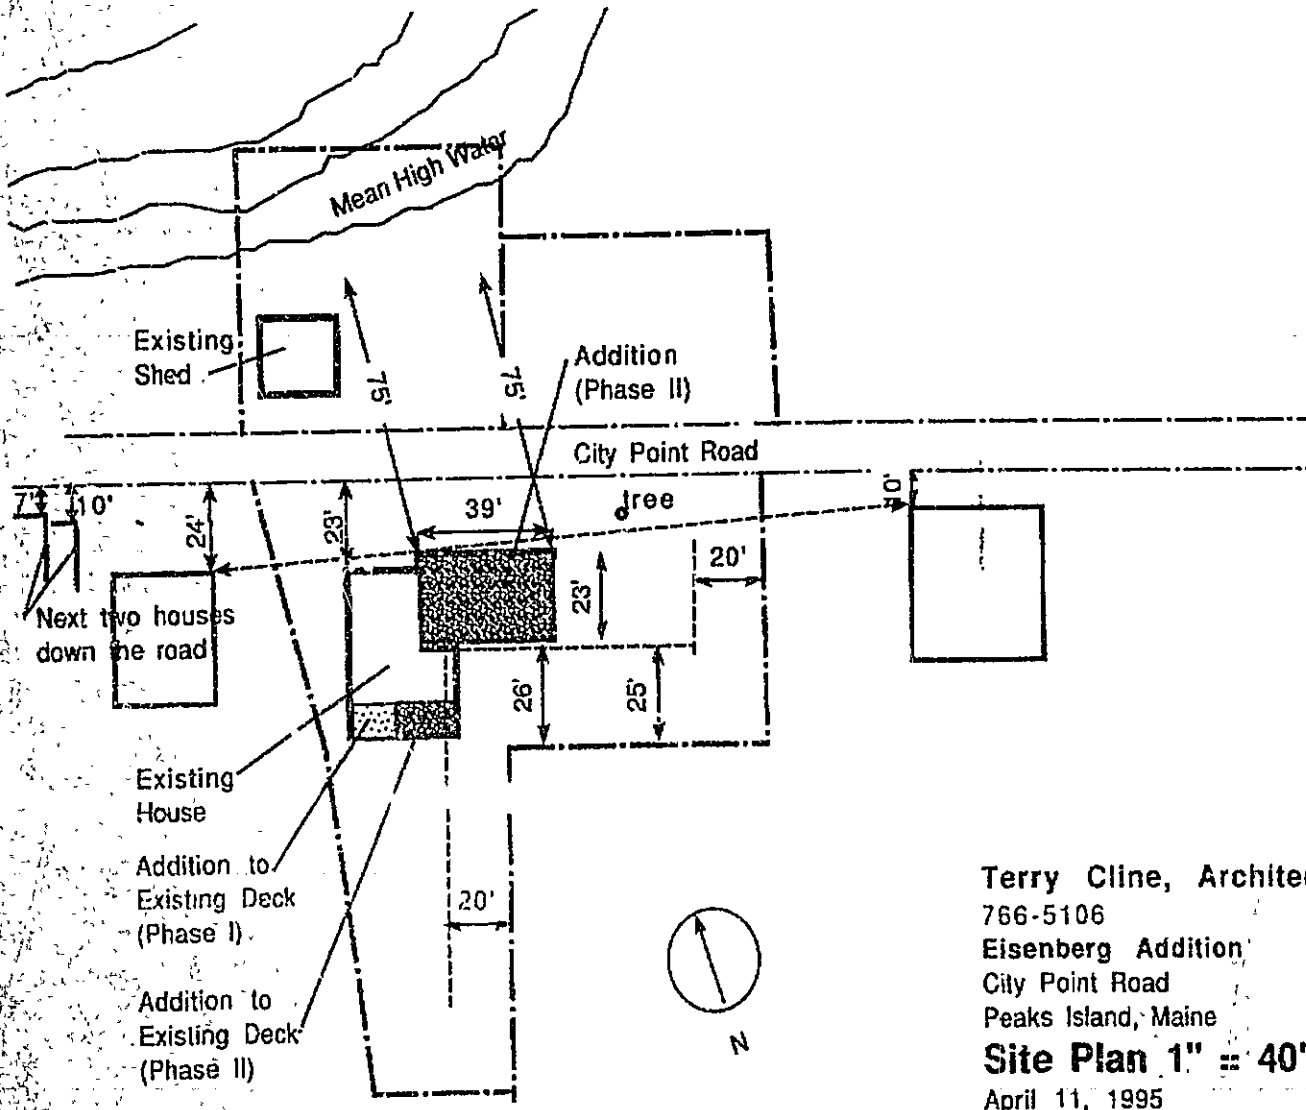 Mean High Water
Existing
Shed
75'
75'
Addition
(Phase II)
City Point Road
7'
10'
24'
23'
39'
tree
10'
20'
23'
Next two houses
down the road
26'
25'
Existing
House
Addition to
Existing Deck
(Phase I)
20'
Addition to
Existing Deck
(Phase II)
N
Terry Cline, Archite
766-5106
Eisenberg Addition
City Point Road
Peaks Island, Maine
Site Plan 1" = 40'
April 11, 1995